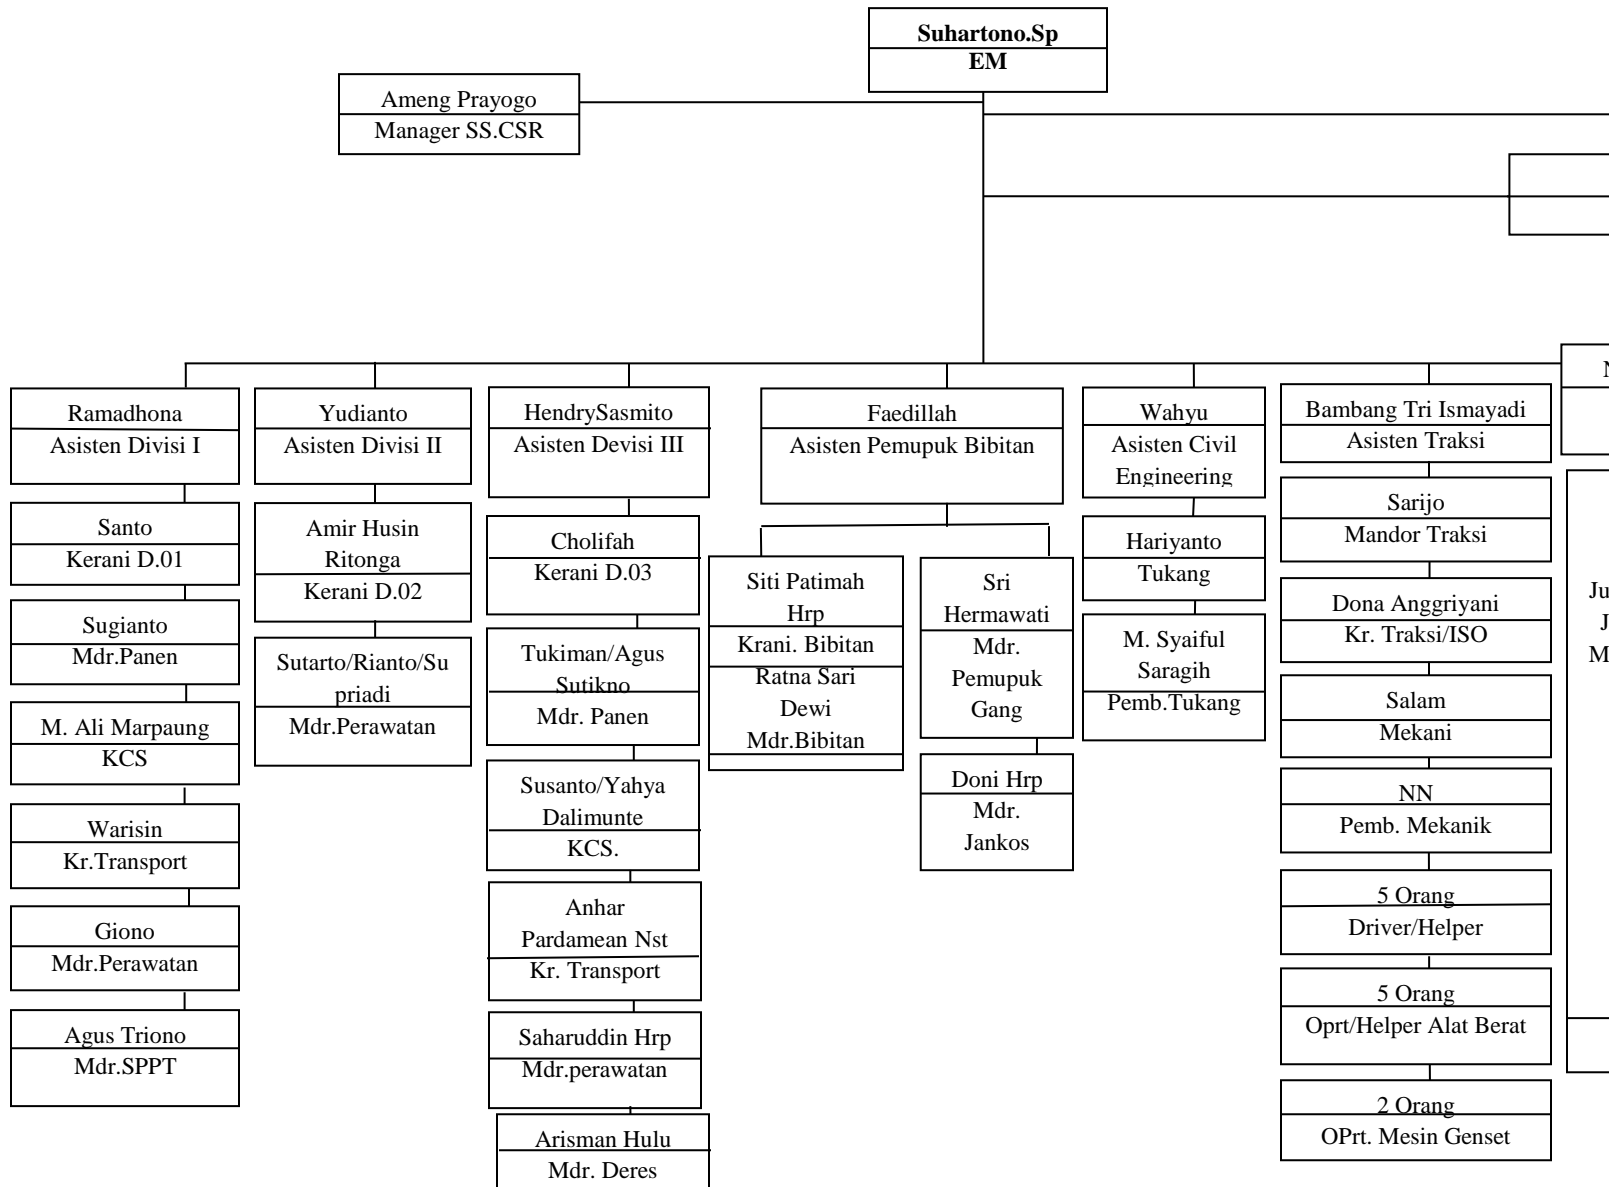 Suhartono.Sp
EM
Ameng Prayogo
Manager SS.CSR
Ramadhona
Asisten Divisi I
Santo
Kerani D.01
Sugianto
Mdr.Panen
M. Ali Marpaung
KCS
Warisin
Kr.Transport
Giono
Mdr.Perawatan
Agus Triono
Mdr.SPPT
Yudianto
Asisten Divisi II
Amir Husin
Ritonga
Kerani D.02
Sutarto/Rianto/Su
priadi
Mdr.Perawatan
HendrySasmito
Asisten Devisi III
Cholifah
Kerani D.03
Tukiman/Agus
Sutikno
Mdr. Panen
Susanto/Yahya
Dalimunte
KCS.
Anhar
Pardamean Nst
Kr. Transport
Saharuddin Hrp
Mdr.perawatan
Arisman Hulu
Mdr. Deres
Faedillah
Asisten Pemupuk Bibitan
Siti Patimah
Hrp
Krani. Bibitan
Ratna Sari
Dewi
Mdr.Bibitan
Sri
Hermawati
Mdr.
Pemupuk
Gang
Doni Hrp
Mdr.
Jankos
Wahyu
Asisten Civil
Engineering
Hariyanto
Tukang
M. Syaiful
Saragih
Pemb.Tukang
Bambang Tri Ismayadi
Asisten Traksi
Sarijo
Mandor Traksi
Dona Anggriyani
Kr. Traksi/ISO
Salam
Mekani
NN
Pemb. Mekanik
5 Orang
Driver/Helper
5 Orang
Oprt/Helper Alat Berat
2 Orang
OPrt. Mesin Genset